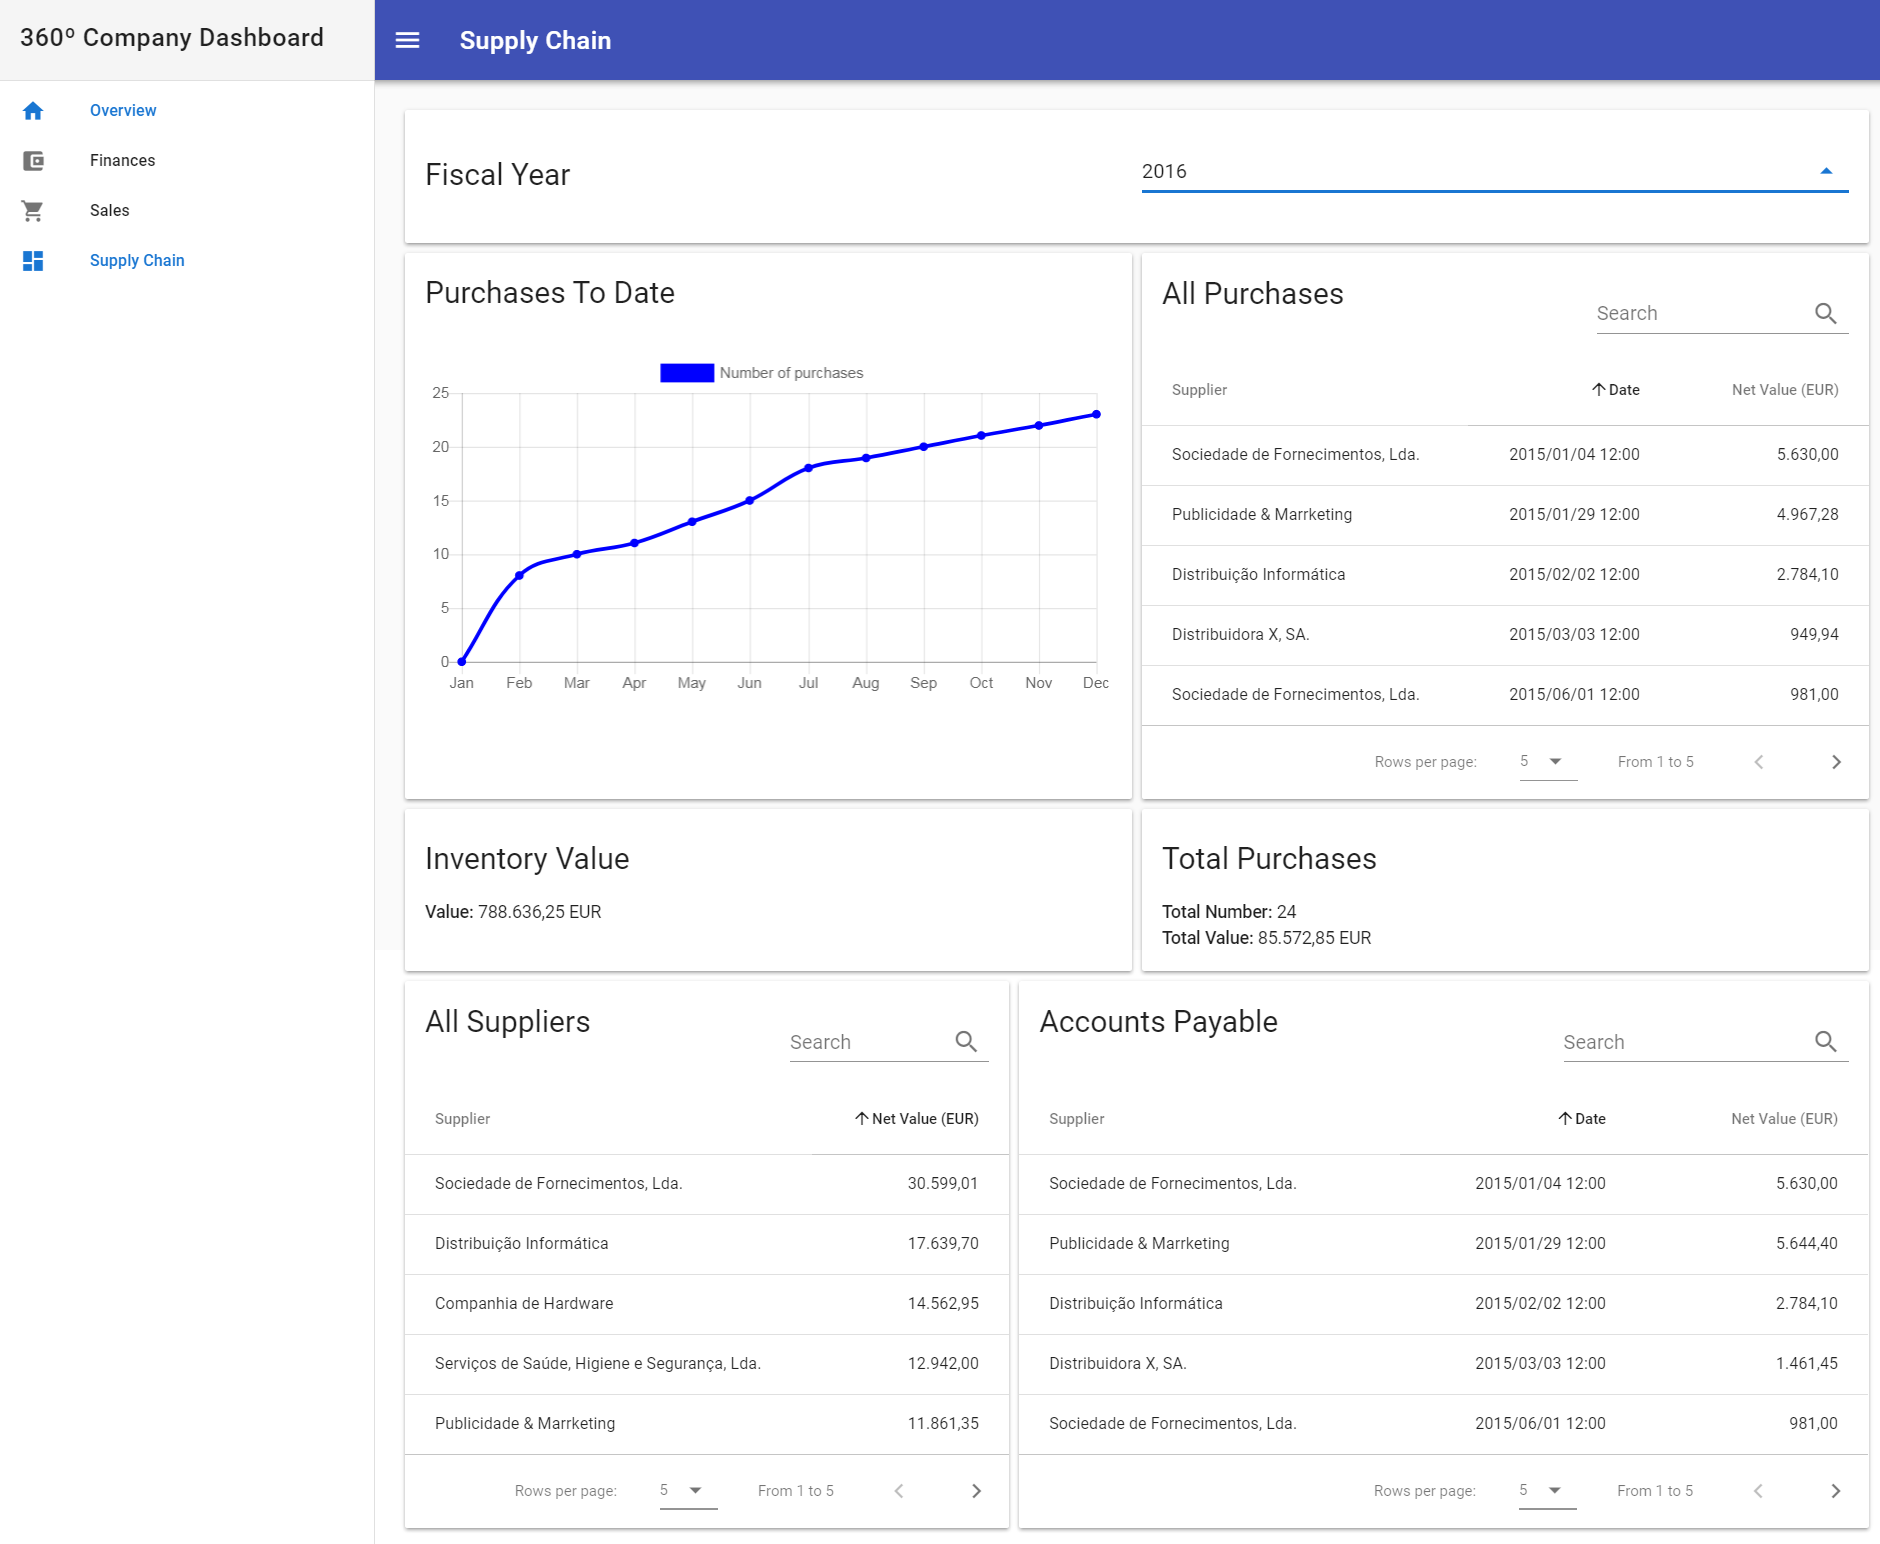 360º Company Dashboard
Supply Chain
Overview
Finances
Sales
Supply Chain
Fiscal Year
2016
Purchases To Date
Number of purchases
25
20
15
10
5
0
Jan Feb Mar Apr May Jun Jul Aug Sep Oct Nov Dec
All Purchases
Search
Supplier Date Net Value (EUR)
Sociedade de Fornecimentos, Lda. 2015/01/04 12:00 5.630,00
Publicidade & Marrketing 2015/01/29 12:00 4.967,28
Distribuição Informática 2015/02/02 12:00 2.784,10
Distribuidora X, SA. 2015/03/03 12:00 949,94
Sociedade de Fornecimentos, Lda. 2015/06/01 12:00 981,00
Rows per page: 5 From 1 to 5
Inventory Value
Value: 788.636,25 EUR
Total Purchases
Total Number: 24
Total Value: 85.572,85 EUR
All Suppliers
Search
Supplier Net Value (EUR)
Sociedade de Fornecimentos, Lda. 30.599,01
Distribuição Informática 17.639,70
Companhia de Hardware 14.562,95
Serviços de Saúde, Higiene e Segurança, Lda. 12.942,00
Publicidade & Marrketing 11.861,35
Rows per page: 5 From 1 to 5
Accounts Payable
Search
Supplier Date Net Value (EUR)
Sociedade de Fornecimentos, Lda. 2015/01/04 12:00 5.630,00
Publicidade & Marrketing 2015/01/29 12:00 5.644,40
Distribuição Informática 2015/02/02 12:00 2.784,10
Distribuidora X, SA. 2015/03/03 12:00 1.461,45
Sociedade de Fornecimentos, Lda. 2015/06/01 12:00 981,00
Rows per page: 5 From 1 to 5